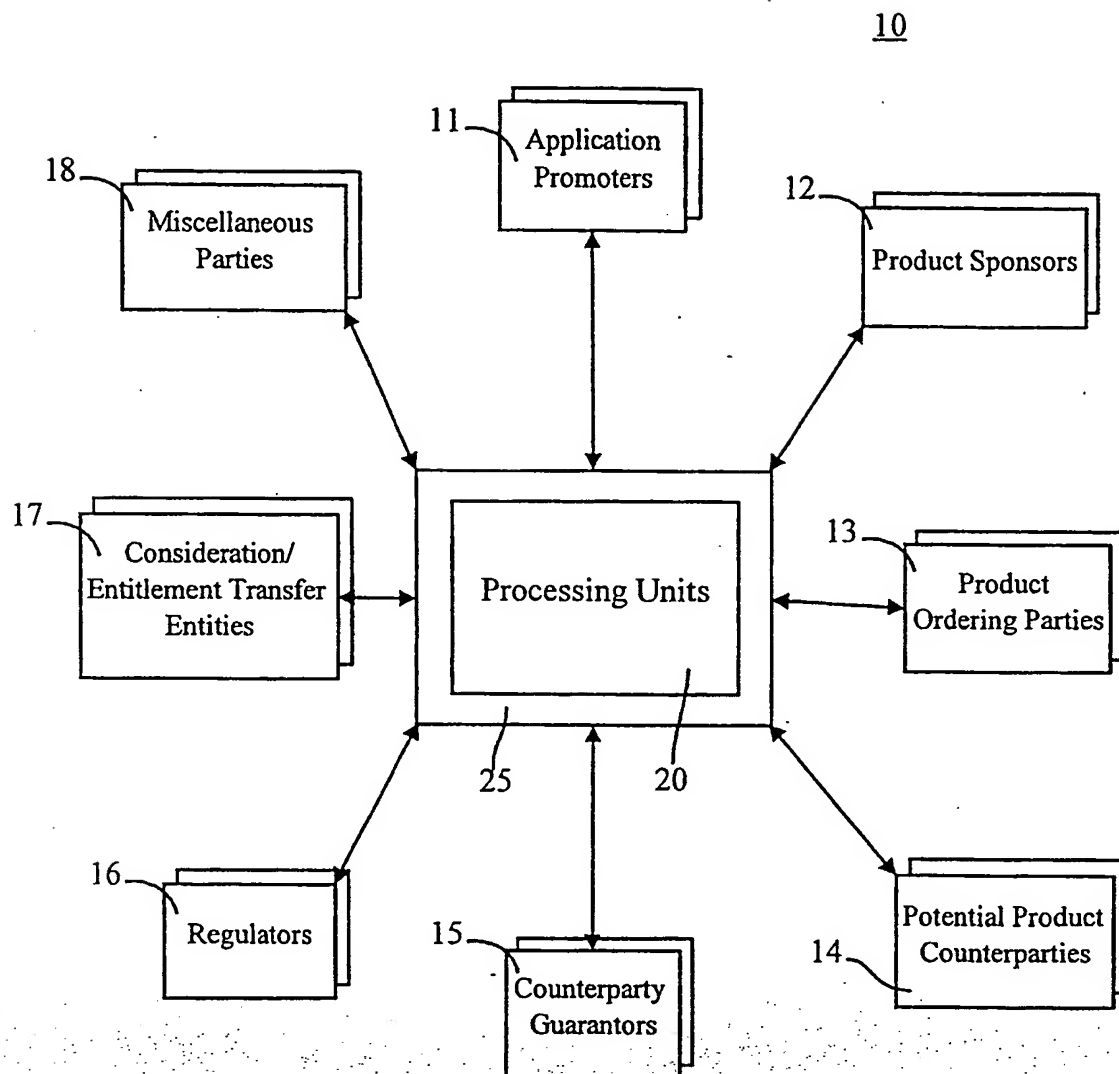 10
11
Application
Promoters
18
Miscellaneous
Parties
12
Product Sponsors
17
Consideration/
Entitlement Transfer
Entities
Processing Units
13
Product
Ordering Parties
25
20
16
Regulators
15
Counterparty
Guarantors
Potential Product
Counterparties
14